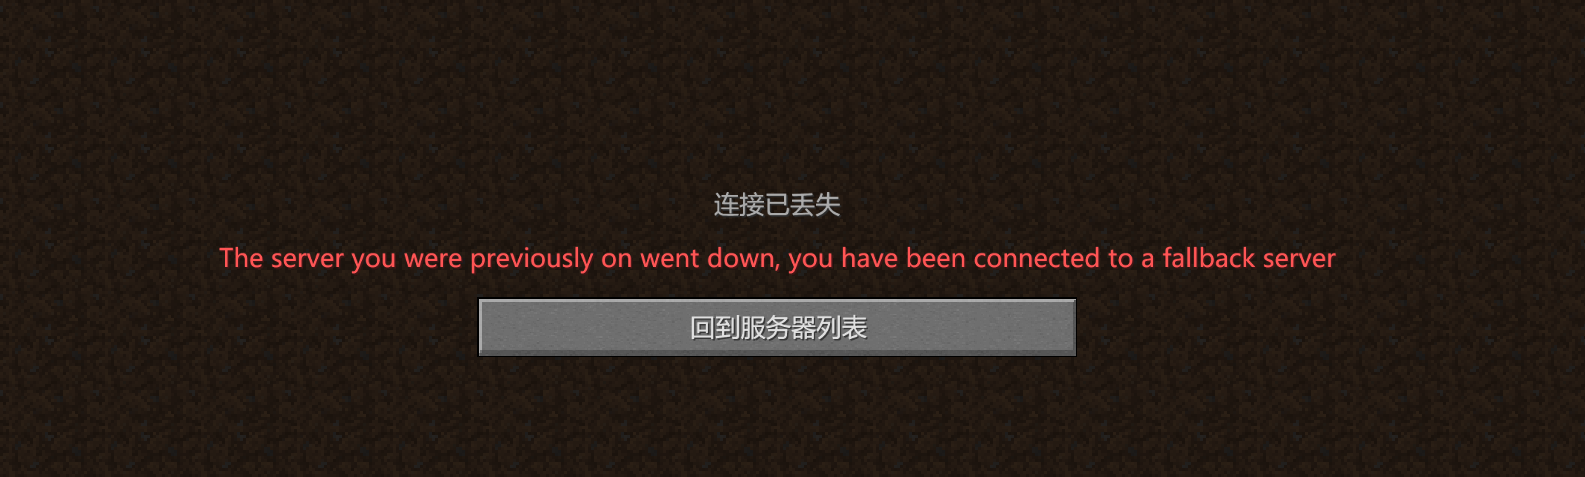 连接已丢失
The server you were previously on went down, you have been connected to a fallback server
回到服务器列表